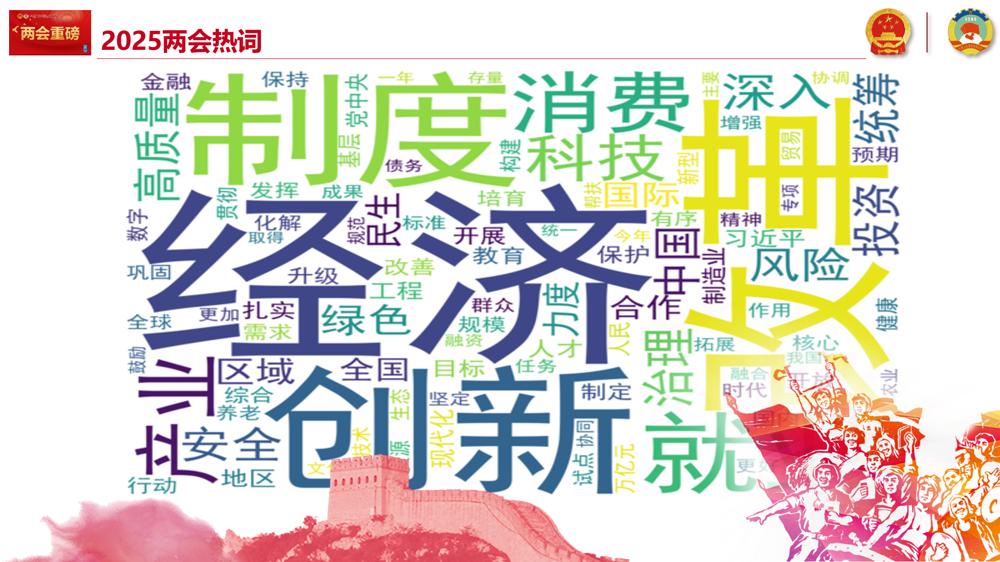 两会重磅
2025两会热词
1949
金融
保持
制度
党中央
一年
存量
消费
主要
深入
协调
统筹
高质量
基层
债务
构建
科技
增强
贸易
预期
新型
发挥
成果
贯彻
民生
培育
帮扶
国际
专项
投资
数字
化解
取得
规范
标准
开展
统一
今年
有序
精神
习近平
经济
教育
保护
中国
制造业
风险
巩固
升级
改善
工程
力度
合作
作用
健康
全球
更加
扎实
需求
绿色
群众
规模
融资
人才
人民
治理
拓展
核心
我国
鼓励
产业
区域
全国
目标
任务
融合
开放
时代
农业
综合
养老
创新
生态
坚定
制定
国内
安全
技术
源
现代化
协同
试点
万亿元
更好
行动
地区